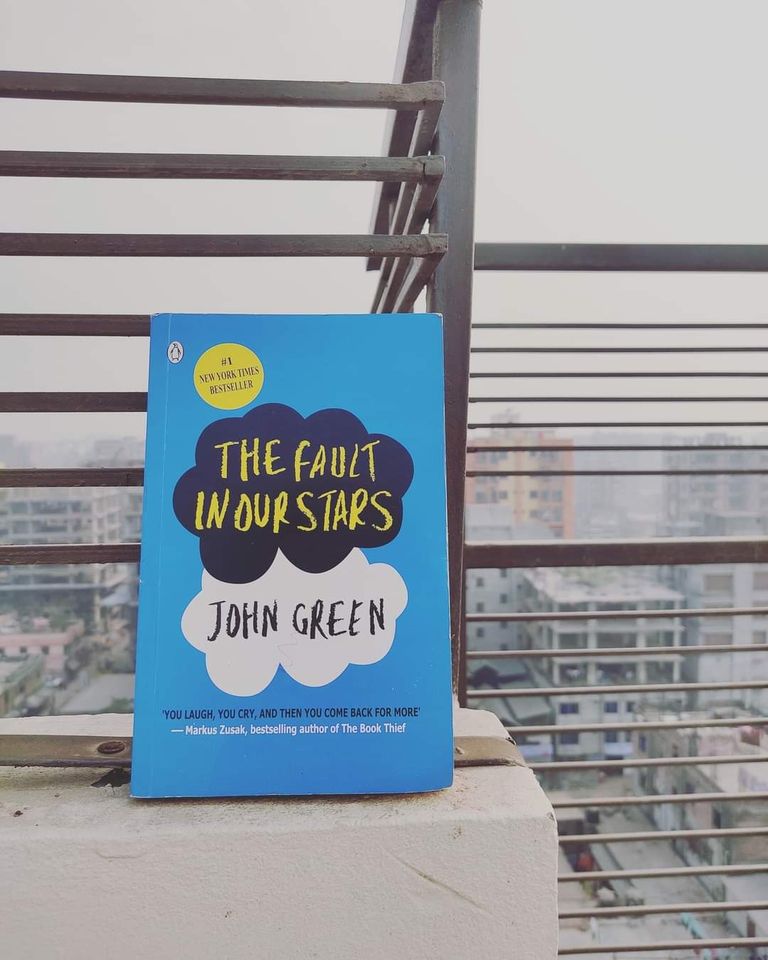 #1
NEW YORK TIMES
BESTSELLER
THE FAULT
IN OUR STARS
JOHN GREEN
'YOU LAUGH, YOU CRY, AND THEN YOU COME BACK FOR MORE'
— Markus Zusak, bestselling author of The Book Thief